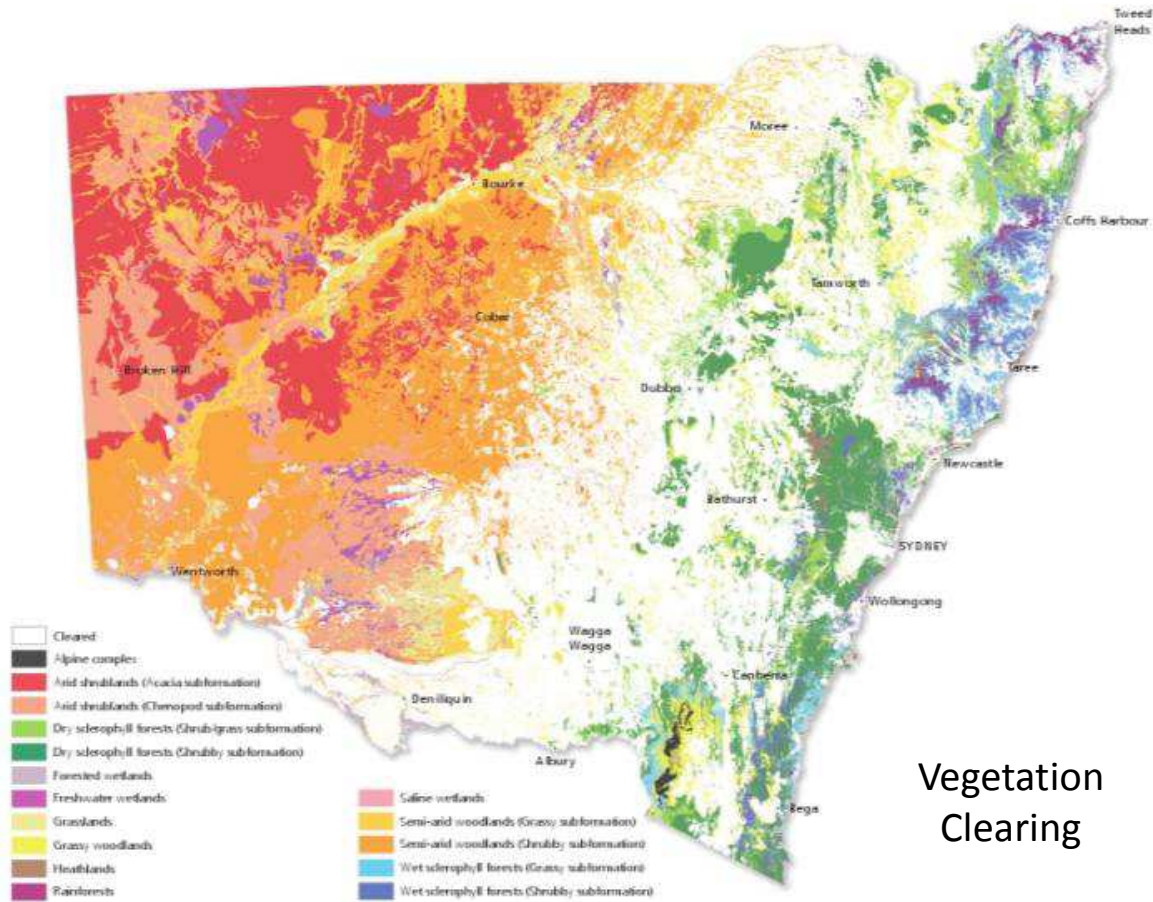 Tweed
Heads
Moree
Bourke
Coffs Harbour
Tamworth
Cobar
Broken Hill
Taree
Dubbo
Newcastle
Bathurst
SYDNEY
Wentworth
Wollongong
Wagga
Wagga
Canberra
Deniliquin
Albury
Bega
Cleared
Alpine complex
Arid shrublands (Acacia subformation)
Arid shrublands (Chenopod subformation)
Dry sclerophyll forests (Shrub/grass subformation)
Dry sclerophyll forests (Shrubby subformation)
Forested wetlands
Freshwater wetlands
Grasslands
Grassy woodlands
Heathlands
Rainforests
Saline wetlands
Semi-arid woodlands (Grassy subformation)
Semi-arid woodlands (Shrubby subformation)
Wet sclerophyll forests (Grassy subformation)
Wet sclerophyll forests (Shrubby subformation)
Vegetation
Clearing